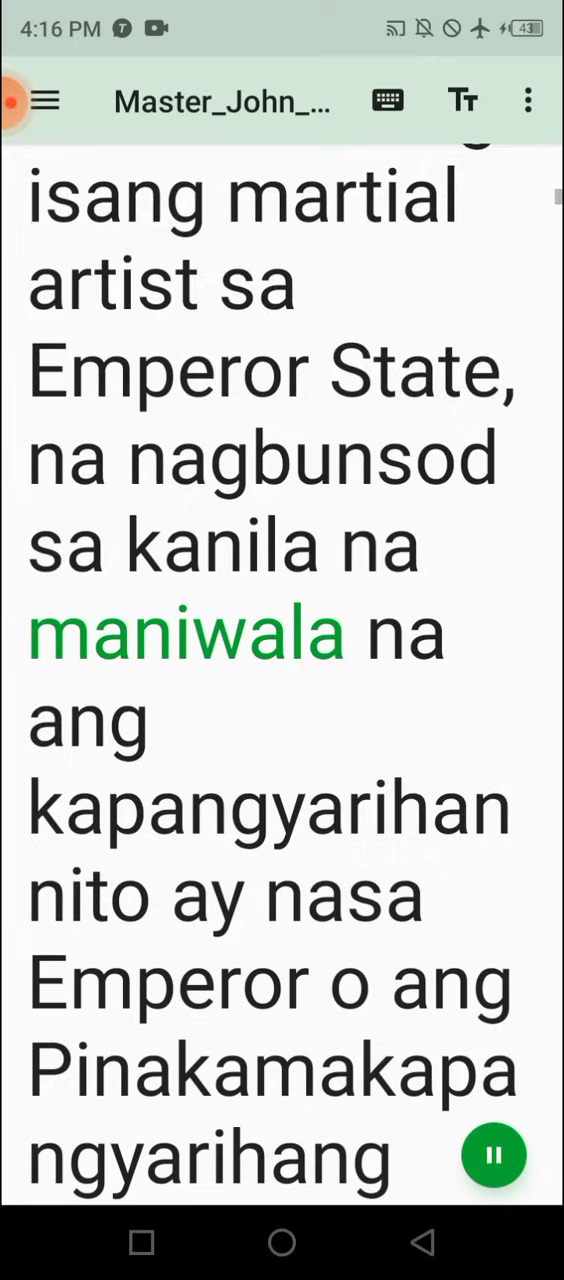 4:16 PM
43
Master_John_...
isang martial
artist sa
Emperor State,
na nagbunsod
sa kanila na
maniwala na
ang
kapangyarihan
nito ay nasa
Emperor o ang
Pinakamakapa
ngyarihang